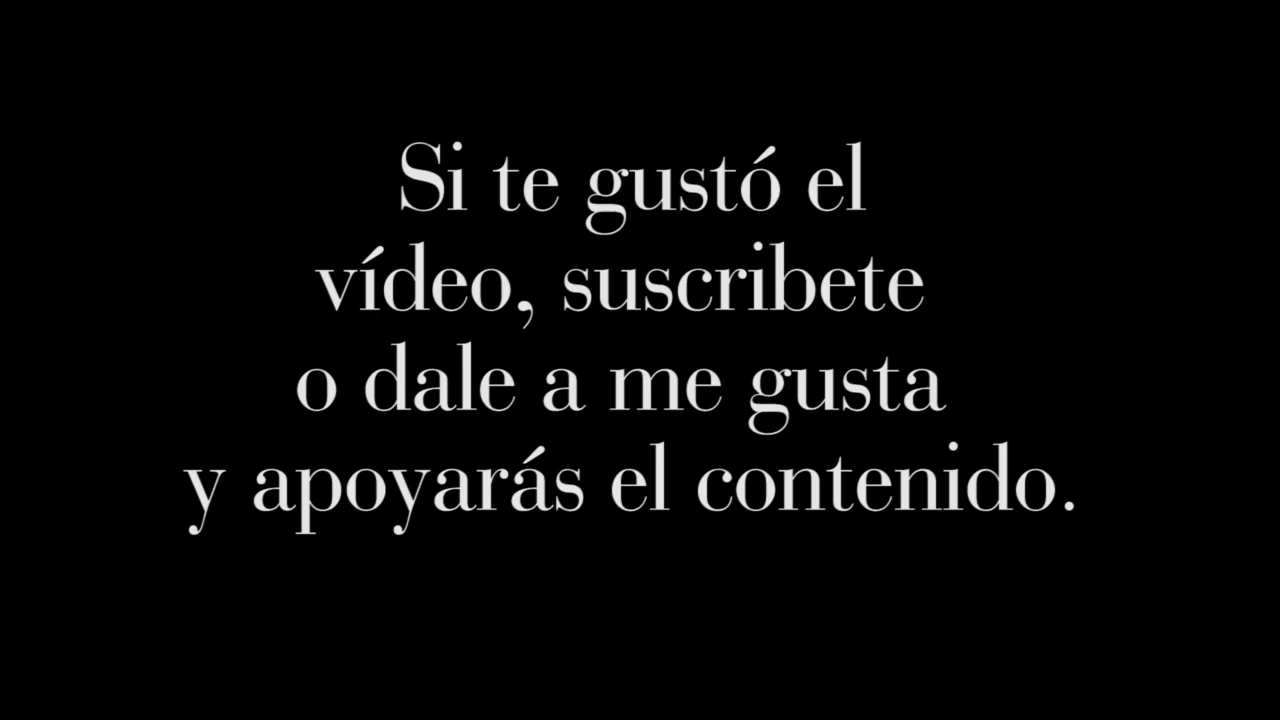 Si te gustó el
vídeo, suscribete
o dale a me gusta
y apoyarás el contenido.